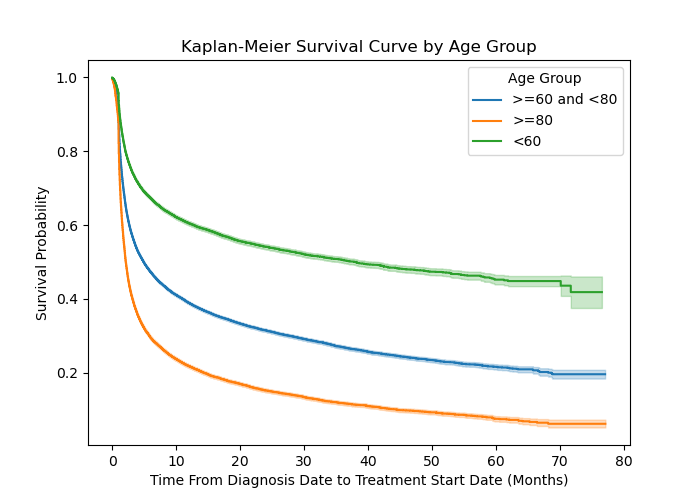 Kaplan-Meier Survival Curve by Age Group
Age Group
>=60 and <80
>=80
<60
Survival Probability
1.0
0.8
0.6
0.4
0.2
0 10 20 30 40 50 60 70 80
Time From Diagnosis Date to Treatment Start Date (Months)